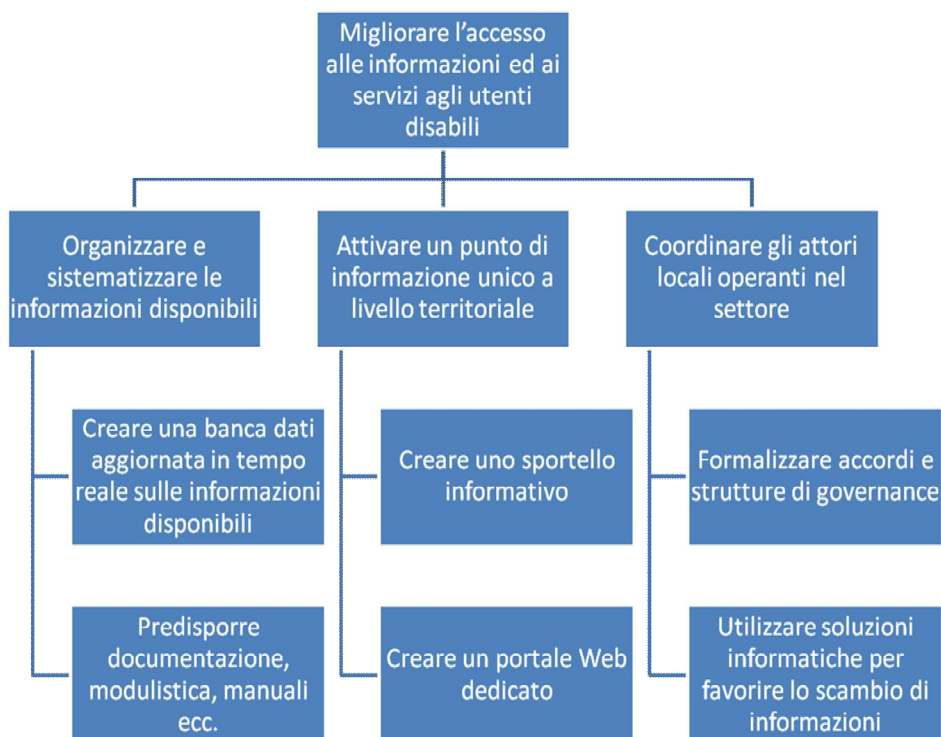 Migliorare l'accesso
alle informazioni ed ai
servizi agli utenti
disabili
Organizzare e
sistematizzare le
informazioni disponibili
Attivare un punto di
informazione unico a
livello territoriale
Coordinare gli attori
locali operanti nel
settore
Creare una banca dati
aggiornata in tempo
reale sulle informazioni
disponibili
Creare uno sportello
informativo
Formalizzare accordi e
strutture di governance
Predisporre
documentazione,
modulistica, manuali
ecc.
Creare un portale Web
dedicato
Utilizzare soluzioni
informatiche per
favorire lo scambio di
informazioni